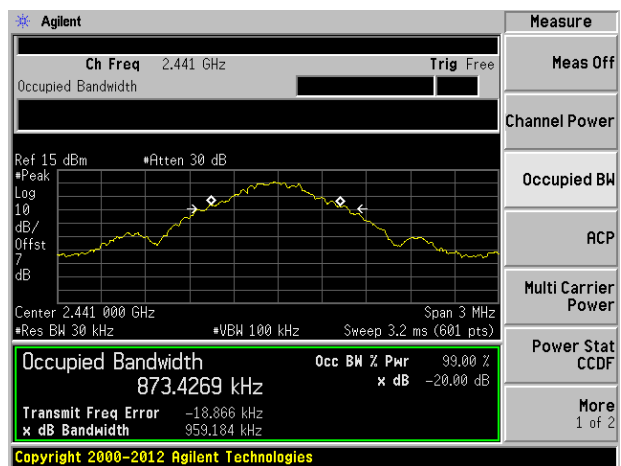 Agilent
Measure
Ch Freq 2.441 GHz Trig Free
Occupied Bandwidth
Meas Off
Channel Power
Occupied BW
ACP
Multi Carrier
Power
Power Stat
CCDF
More
1 of 2
Ref 15 dBm #Atten 30 dB
#Peak
Log
10
dB/
Offst
7
dB
Center 2.441 000 GHz Span 3 MHz
#Res BW 30 kHz #VBW 100 kHz Sweep 3.2 ms (601 pts)
Occupied Bandwidth Occ BW % Pwr 99.00 %
873.4269 kHz x dB -20.00 dB
Transmit Freq Error -18.866 kHz
x dB Bandwidth 959.184 kHz
Copyright 2000-2012 Agilent Technologies